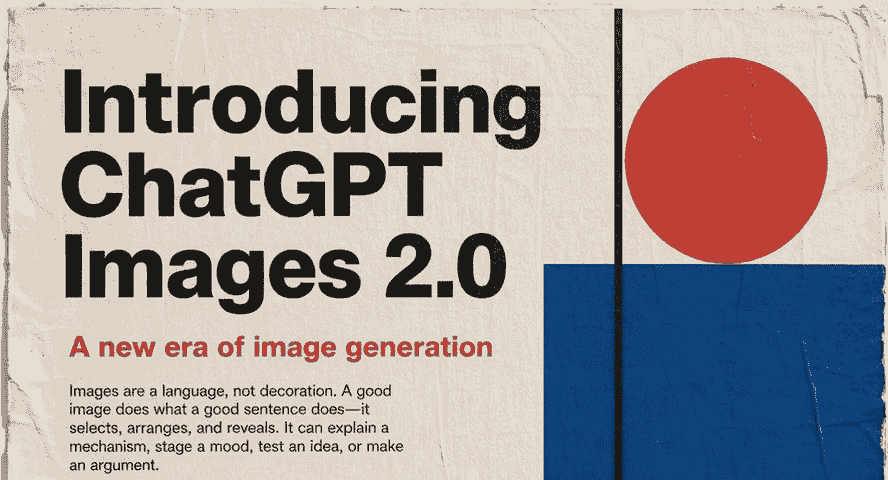 Introducing
ChatGPT
Images 2.0
A new era of image generation
Images are a language, not decoration. A good
image does what a good sentence does—it
selects, arranges, and reveals. It can explain a
mechanism, stage a mood, test an idea, or make
an argument.